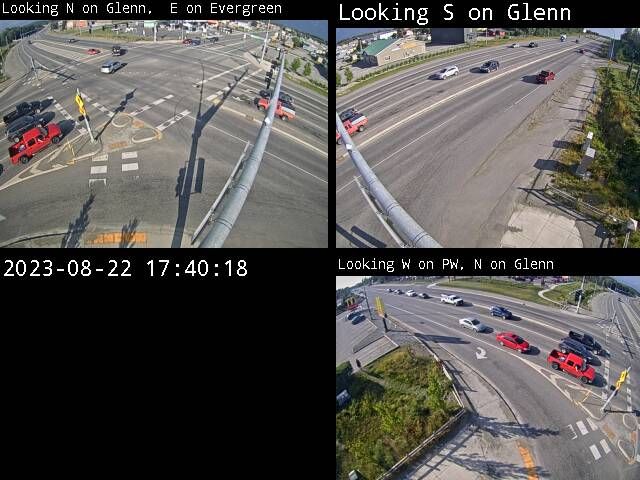 Looking N on Glenn,  E on Evergreen
Looking S on Glenn
2023-08-22 17:40:18
Looking W on PW, N on Glenn